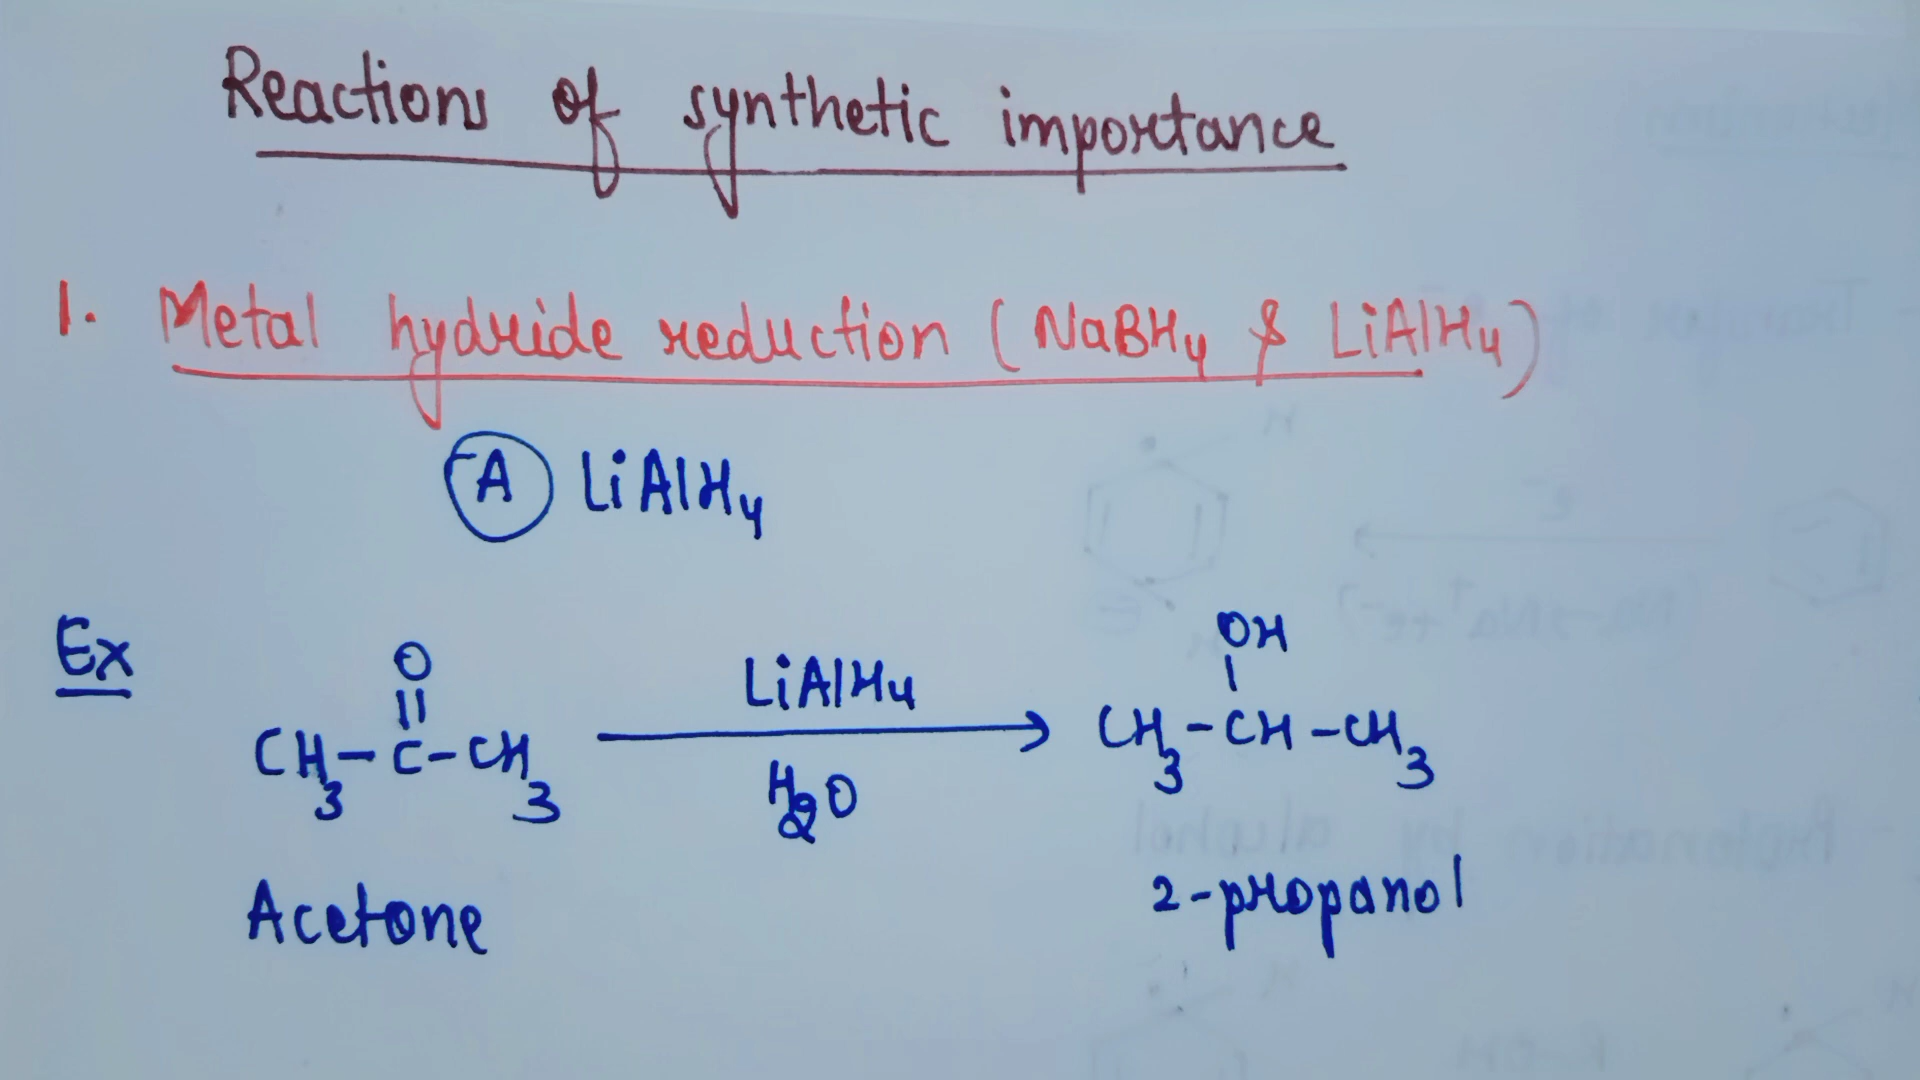 Reactions of synthetic importance
1. Metal hydride reduction (NaBH4 & LiAlH4)
A LiAlH4
Ex
O
||
CH3-C-CH3
LiAlH4
H2O
OH
|
CH3-CH-CH3
Acetone
2-propanol